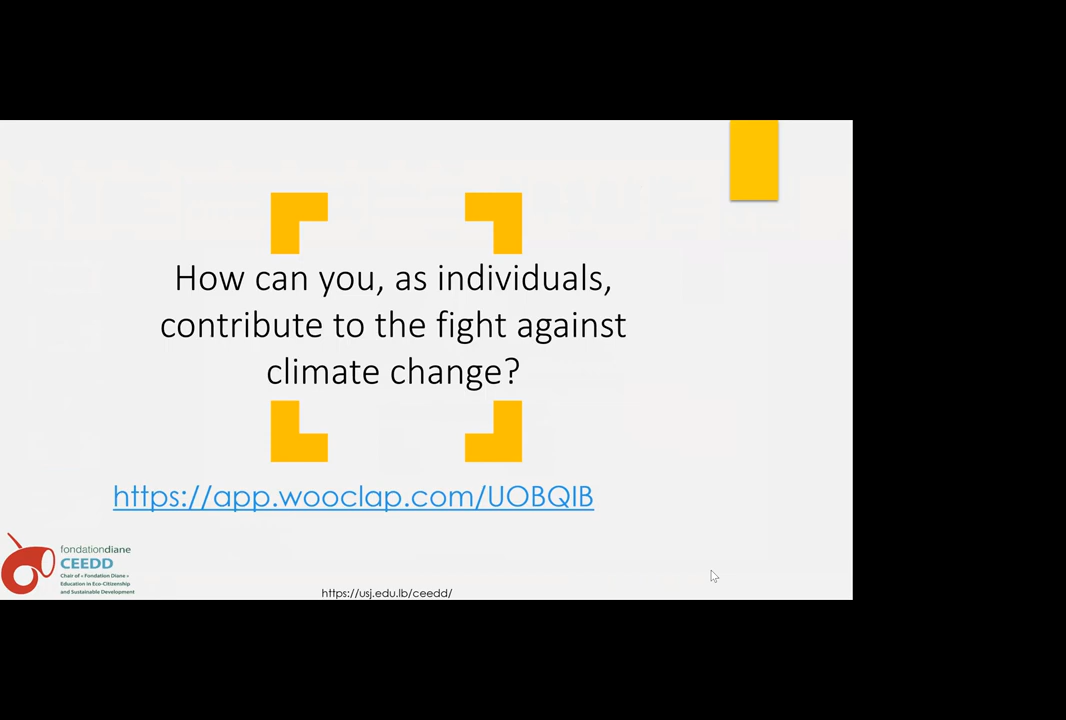 How can you, as individuals,
contribute to the fight against
climate change?
https://app.wooclap.com/UOBQIB
fondationdiane
CEEDD
Chair of « Fondation Diane »
Education in Eco-Citizenship
and Sustainable Development
https://usj.edu.lb/ceedd/